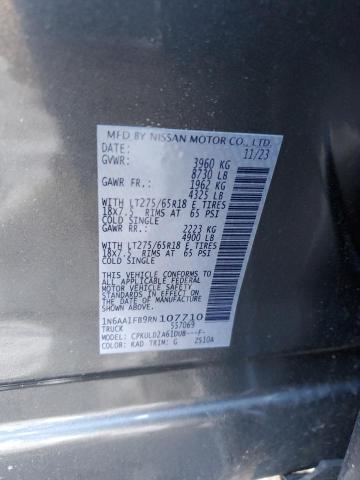 MFD BY NISSAN MOTOR CO., LTD.
DATE: 11/23
GVWR: 3960 KG
8730 LB
GAWR FR.: 1962 KG
4325 LB
WITH LT275/65R18 E TIRES
18X7.5 RIMS AT 65 PSI
COLD SINGLE
GAWR RR.: 2223 KG
4900 LB
WITH LT275/65R18 E TIRES
18X7.5 RIMS AT 65 PSI
COLD SINGLE
THIS VEHICLE CONFORMS TO
ALL APPLICABLE FEDERAL
MOTOR VEHICLE SAFETY
STANDARDS IN EFFECT ON
THE DATE OF MANUFACTURE
SHOWN ABOVE
1N6AA1FB9RN107710
TRUCK 557069
MODEL: CPKULDZA61DUB---F-
COLOR: KAD TRIM: G ZS10A